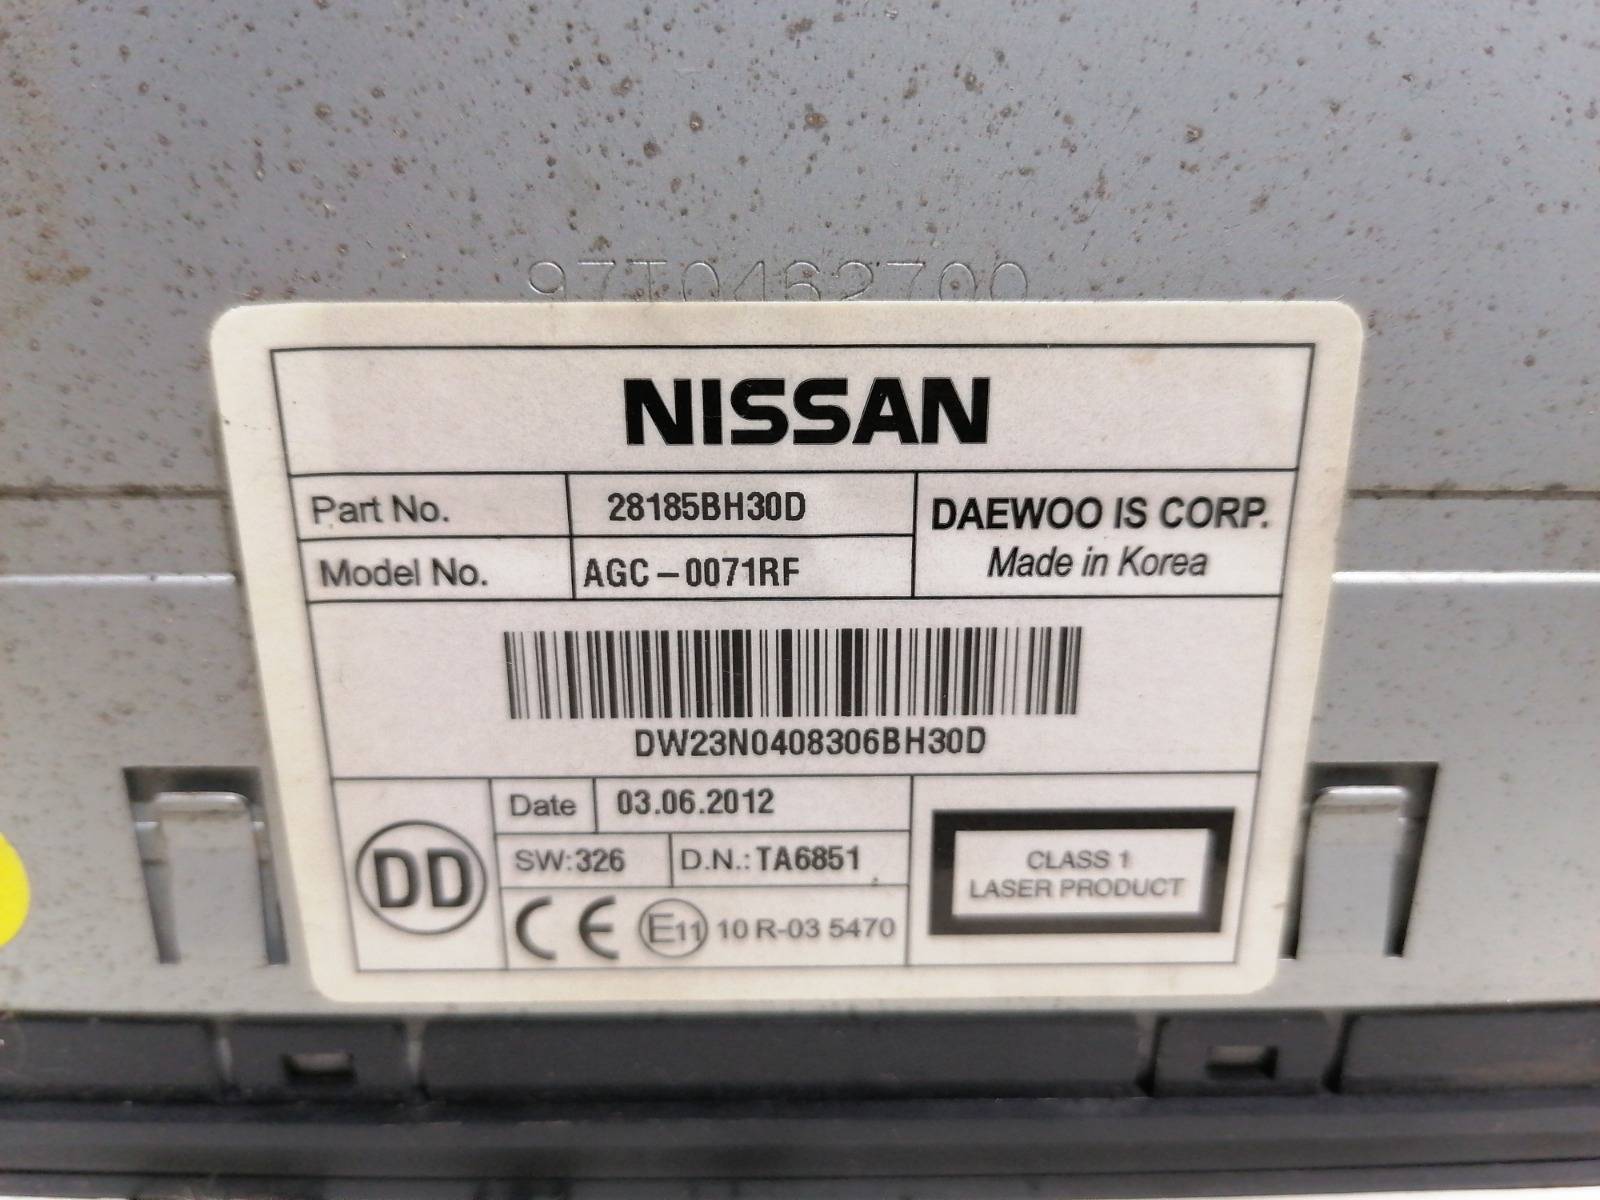 97T0462700
NISSAN
Part No. 28185BH30D
DAEWOO IS CORP.
Made in Korea
Model No. AGC-0071RF
DW23N0408306BH30D
DD
Date 03.06.2012
SW:326 D.N.: TA6851
CE E11 10 R-03 5470
CLASS 1
LASER PRODUCT